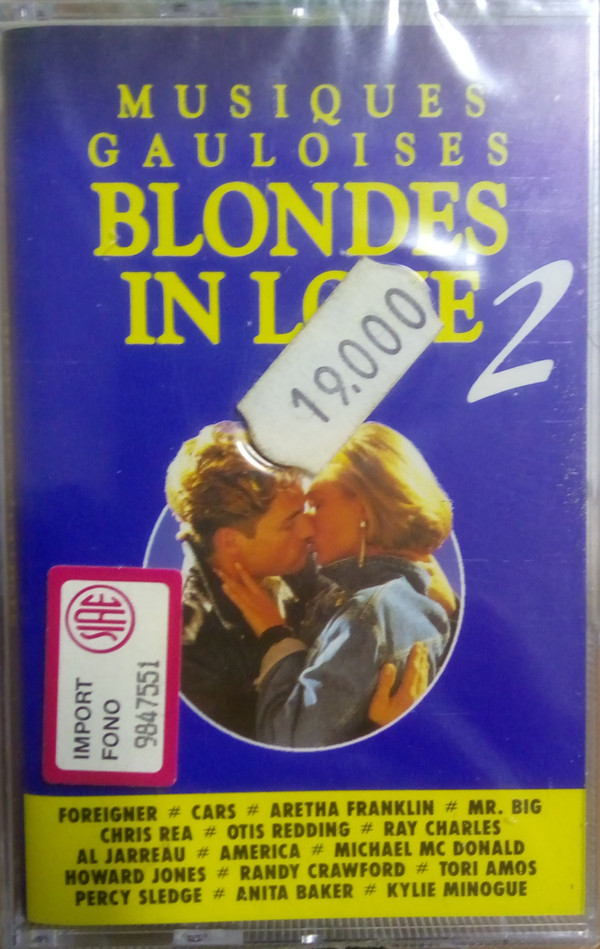 MUSIQUES
GAULOISES
BLONDES
IN LOVE 2
19.000
SIAE
IMPORT
FONO
9847551
FOREIGNER # CARS # ARETHA FRANKLIN # MR. BIG
CHRIS REA # OTIS REDDING # RAY CHARLES
AL JARREAU # AMERICA # MICHAEL MC DONALD
HOWARD JONES # RANDY CRAWFORD # TORI AMOS
PERCY SLEDGE # ANITA BAKER # KYLIE MINOGUE